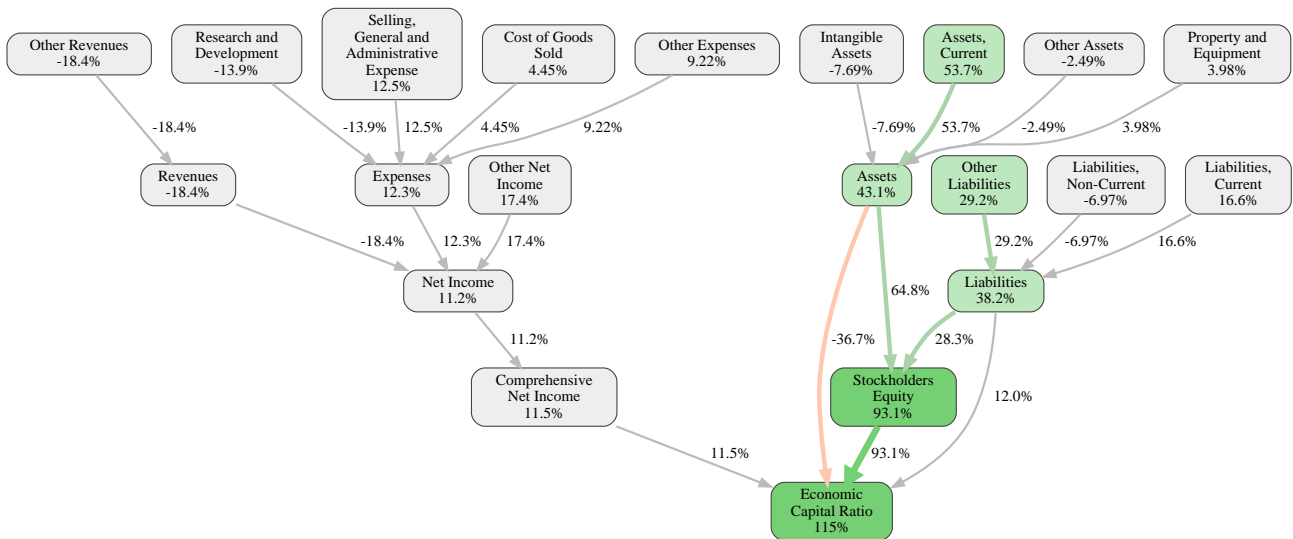 Other Revenues
-18.4%
Research and
Development
-13.9%
Selling,
General and
Administrative
Expense
12.5%
Cost of Goods
Sold
4.45%
Other Expenses
9.22%
Intangible
Assets
-7.69%
Assets,
Current
53.7%
Other Assets
-2.49%
Property and
Equipment
3.98%
-18.4%
-13.9%
12.5%
4.45%
9.22%
-7.69%
53.7%
-2.49%
3.98%
Revenues
-18.4%
Expenses
12.3%
Other Net
Income
17.4%
Assets
43.1%
Other
Liabilities
29.2%
Liabilities,
Non-Current
-6.97%
Liabilities,
Current
16.6%
-18.4%
12.3%
17.4%
29.2%
-6.97%
16.6%
Net Income
11.2%
64.8%
Liabilities
38.2%
11.2%
-36.7%
28.3%
Comprehensive
Net Income
11.5%
Stockholders
Equity
93.1%
12.0%
11.5%
93.1%
Economic
Capital Ratio
115%